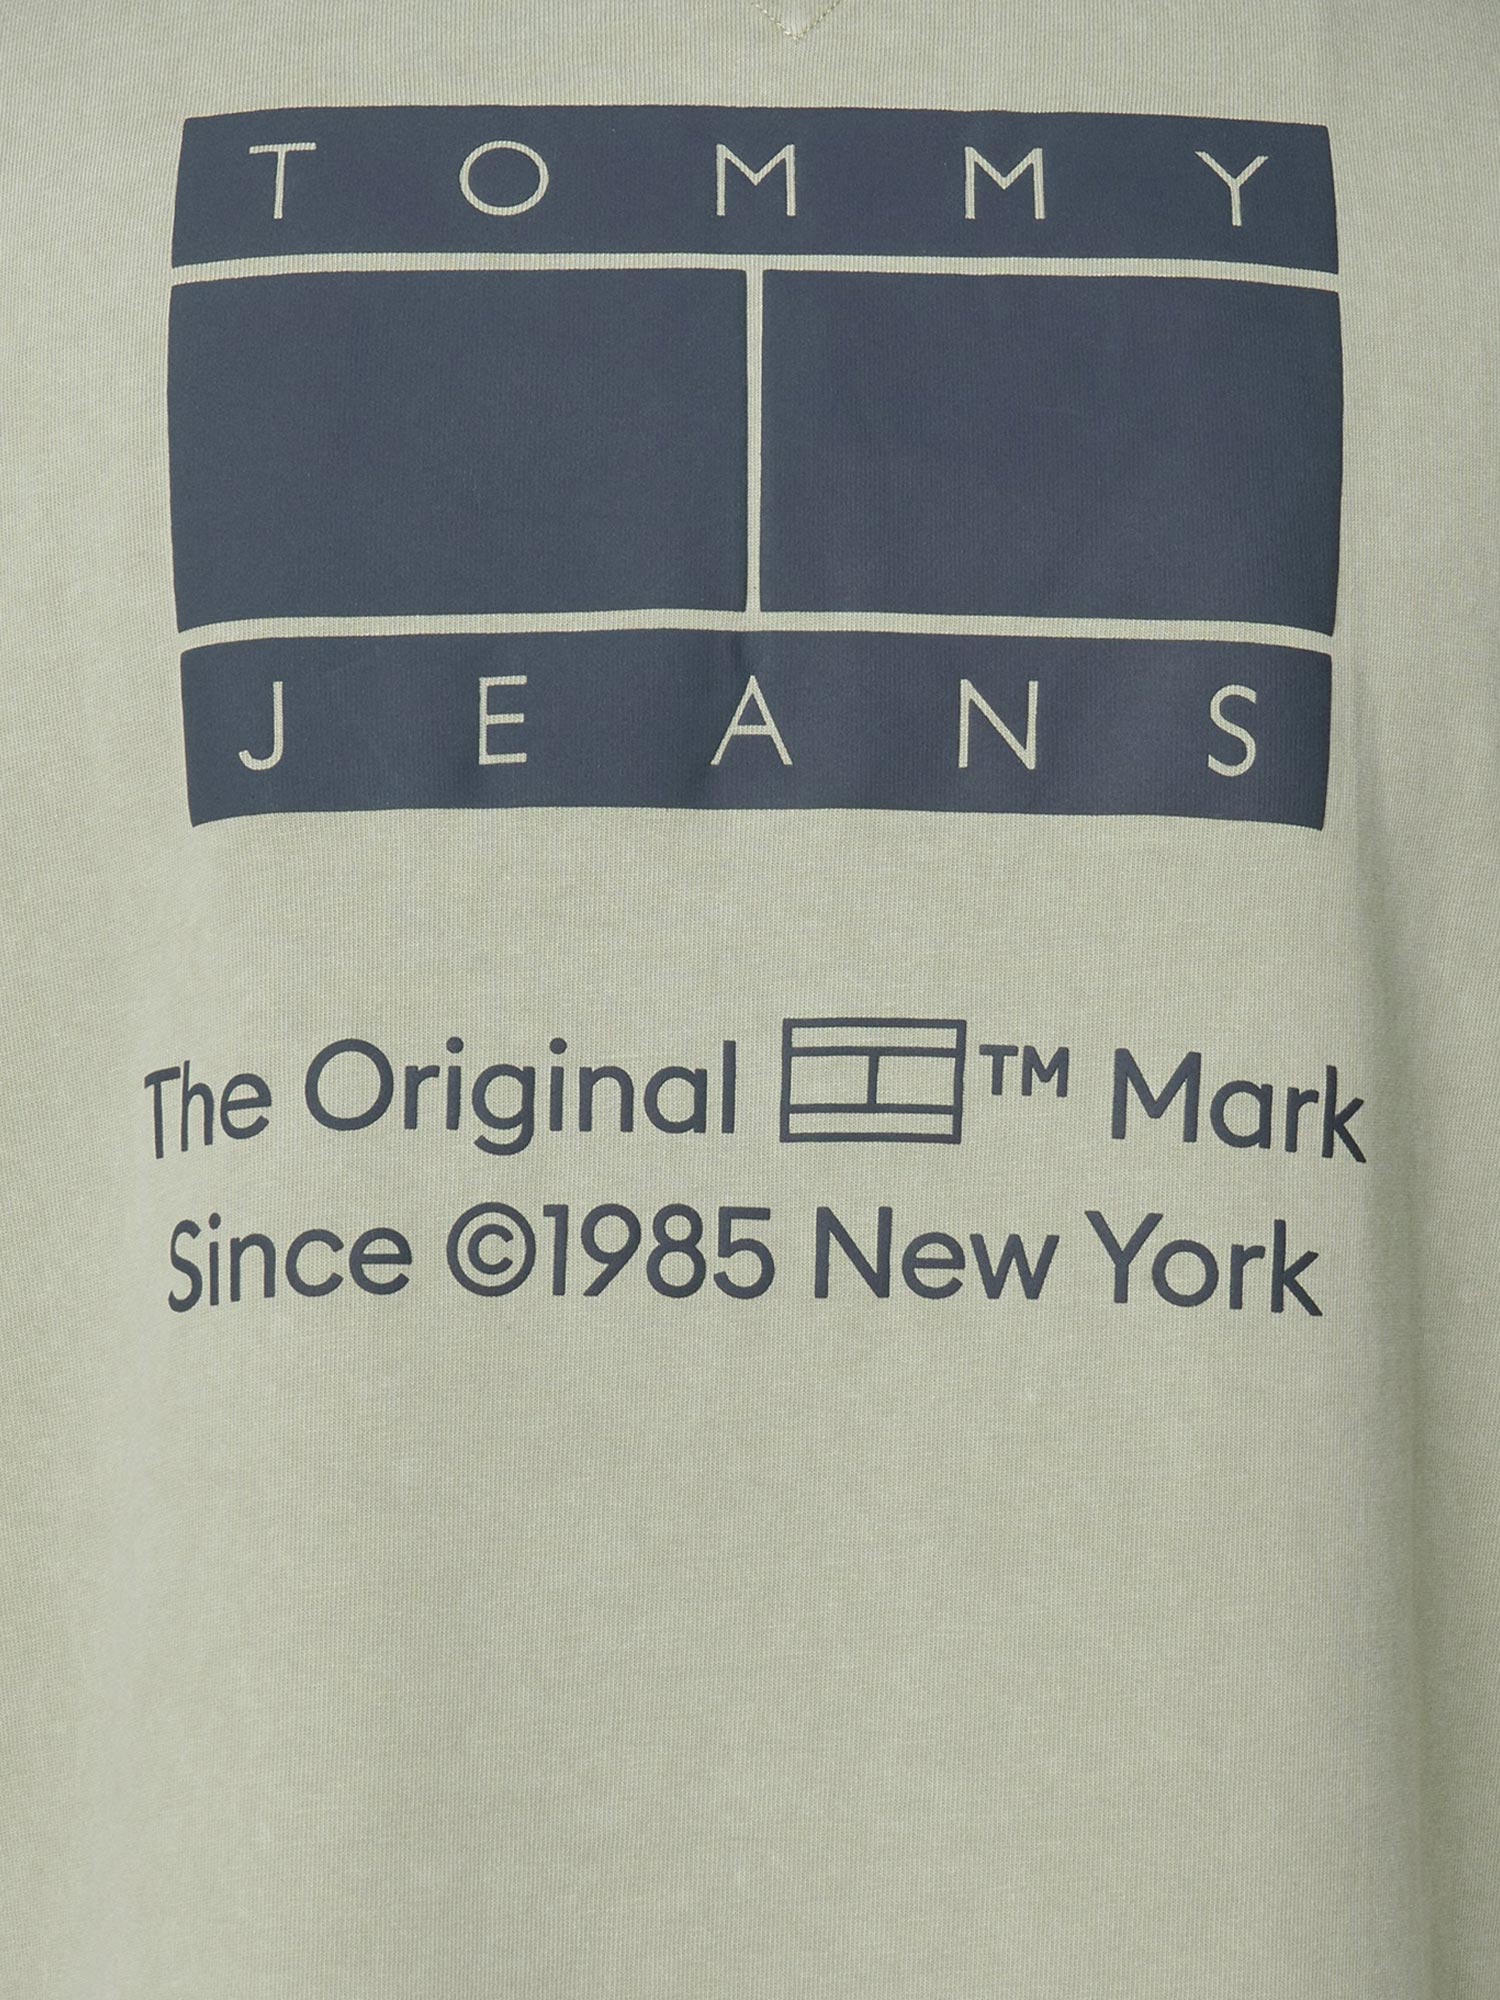 TOMMY
JEANS
The Original ™ Mark
Since ©1985 New York